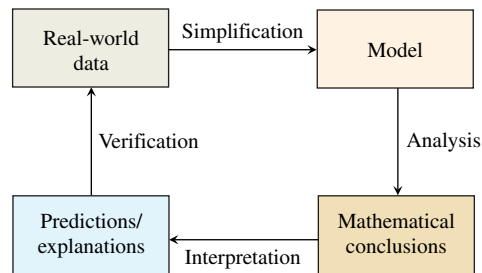 Real-world
data
Simplification
Model
Analysis
Verification
Predictions/
explanations
Interpretation
Mathematical
conclusions